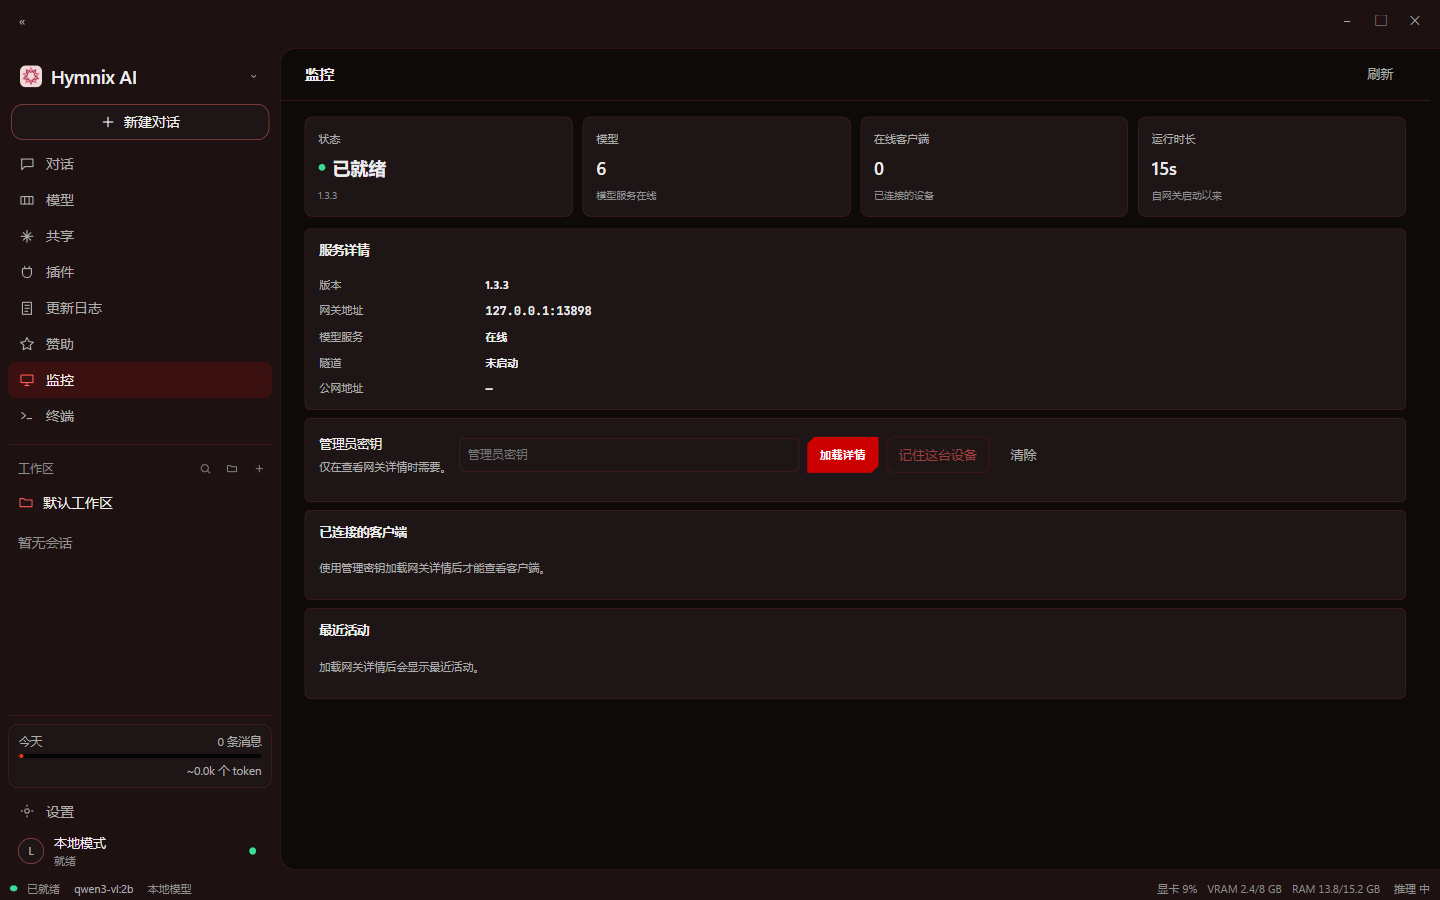 «
Hymnix AI
新建对话
对话
模型
共享
插件
更新日志
赞助
监控
终端
工作区
默认工作区
暂无会话
今天 0 条消息
~0.0k 个 token
设置
L
本地模式
就绪
监控 刷新
状态
已就绪
1.3.3
模型
6
模型服务在线
在线客户端
0
已连接的设备
运行时长
15s
自网关启动以来
服务详情
版本 1.3.3
网关地址 127.0.0.1:13898
模型服务 在线
隧道 未启动
公网地址 —
管理员密钥
仅在查看网关详情时需要。
管理员密钥 加载详情 记住这台设备 清除
已连接的客户端
使用管理密钥加载网关详情后才能查看客户端。
最近活动
加载网关详情后会显示最近活动。
已就绪 qwen3-vl:2b 本地模型 显卡 9% VRAM 2.4/8 GB RAM 13.8/15.2 GB 推理 中